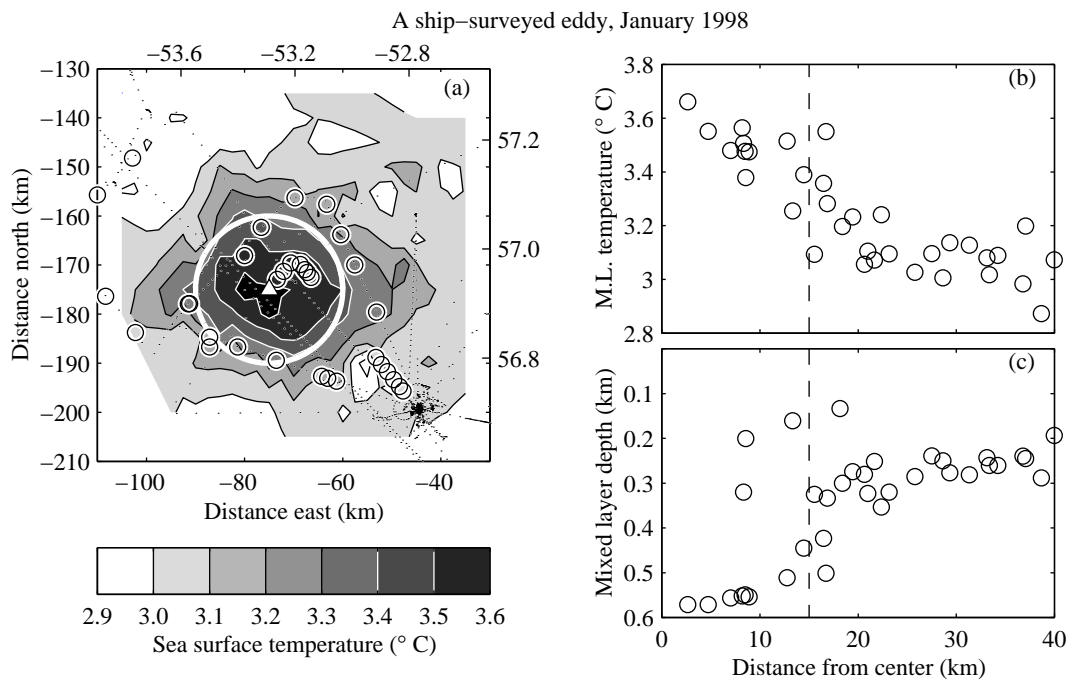 A ship−surveyed eddy, January 1998
−53.6 −53.2 −52.8
(a)
−130
−140
−150
−160
−170
−180
−190
−200
−210
Distance north (km)
57.2
57.0
56.8
−100 −80 −60 −40
Distance east (km)
2.9 3.0 3.1 3.2 3.3 3.4 3.5 3.6
Sea surface temperature (° C)
(b)
3.8
3.6
3.4
3.2
3
2.8
M.L. temperature (° C)
(c)
0.1
0.2
0.3
0.4
0.5
0.6
Mixed layer depth (km)
0 10 20 30 40
Distance from center (km)